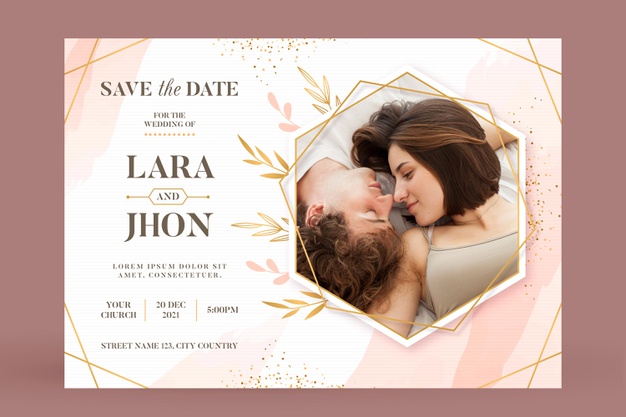 SAVE the DATE
FOR THE
WEDDING OF
LARA
AND
JHON
LOREM IPSUM DOLOR SIT
AMET, CONSECTETUER.
YOUR CHURCH
20 DEC 2021
5:00PM
STREET NAME 123, CITY COUNTRY